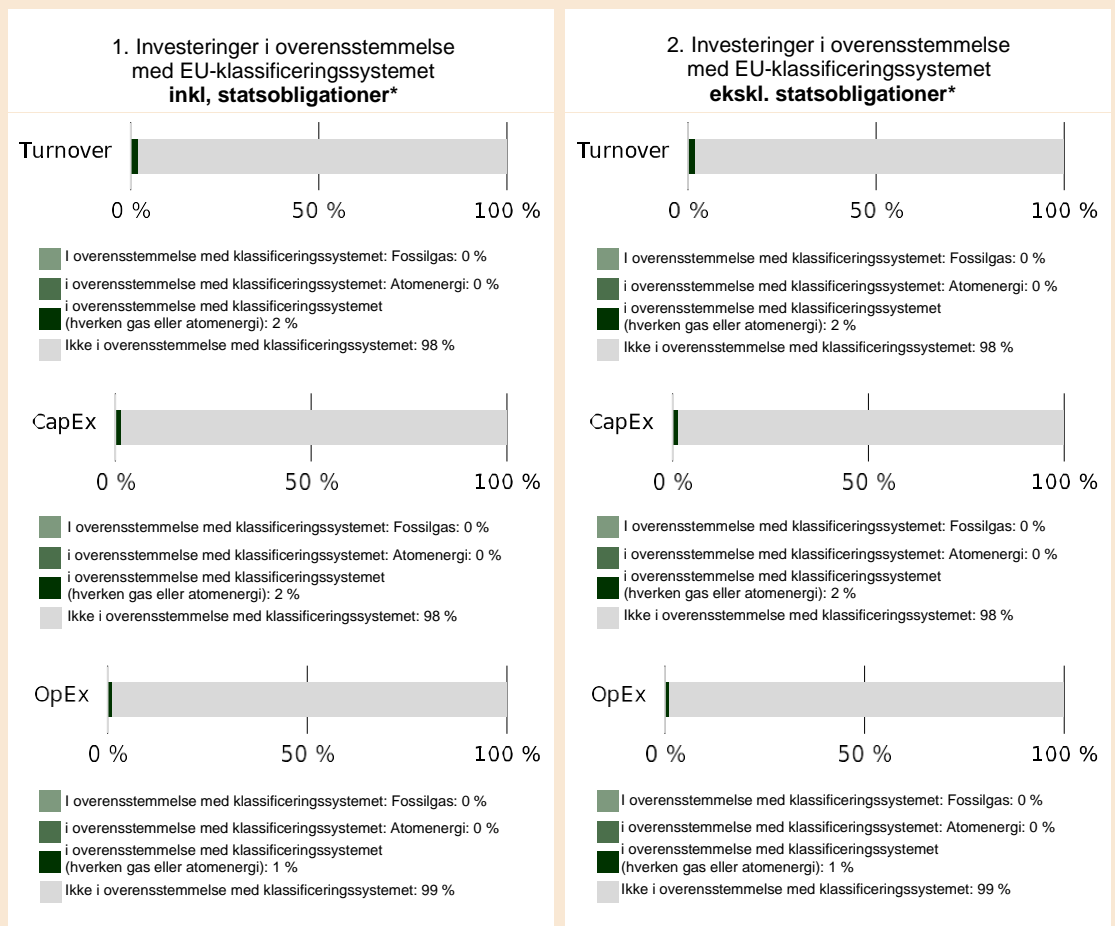 1. Investeringer i overensstemmelse
med EU-klassificeringssystemet
inkl, statsobligationer*
Turnover
0 %
50 %
100 %
I overensstemmelse med klassificeringssystemet: Fossilgas: 0 %
i overensstemmelse med klassificeringssystemet: Atomenergi: 0 %
i overensstemmelse med klassificeringssystemet
(hverken gas eller atomenergi): 2 %
Ikke i overensstemmelse med klassificeringssystemet: 98 %
CapEx
0 %
50 %
100 %
I overensstemmelse med klassificeringssystemet: Fossilgas: 0 %
i overensstemmelse med klassificeringssystemet: Atomenergi: 0 %
i overensstemmelse med klassificeringssystemet
(hverken gas eller atomenergi): 2 %
Ikke i overensstemmelse med klassificeringssystemet: 98 %
OpEx
0 %
50 %
100 %
I overensstemmelse med klassificeringssystemet: Fossilgas: 0 %
i overensstemmelse med klassificeringssystemet: Atomenergi: 0 %
i overensstemmelse med klassificeringssystemet
(hverken gas eller atomenergi): 1 %
Ikke i overensstemmelse med klassificeringssystemet: 99 %
2. Investeringer i overensstemmelse
med EU-klassificeringssystemet
ekskl. statsobligationer*
Turnover
0 %
50 %
100 %
I overensstemmelse med klassificeringssystemet: Fossilgas: 0 %
i overensstemmelse med klassificeringssystemet: Atomenergi: 0 %
i overensstemmelse med klassificeringssystemet
(hverken gas eller atomenergi): 2 %
Ikke i overensstemmelse med klassificeringssystemet: 98 %
CapEx
0 %
50 %
100 %
I overensstemmelse med klassificeringssystemet: Fossilgas: 0 %
i overensstemmelse med klassificeringssystemet: Atomenergi: 0 %
i overensstemmelse med klassificeringssystemet
(hverken gas eller atomenergi): 2 %
Ikke i overensstemmelse med klassificeringssystemet: 98 %
OpEx
0 %
50 %
100 %
I overensstemmelse med klassificeringssystemet: Fossilgas: 0 %
i overensstemmelse med klassificeringssystemet: Atomenergi: 0 %
i overensstemmelse med klassificeringssystemet
(hverken gas eller atomenergi): 1 %
Ikke i overensstemmelse med klassificeringssystemet: 99 %